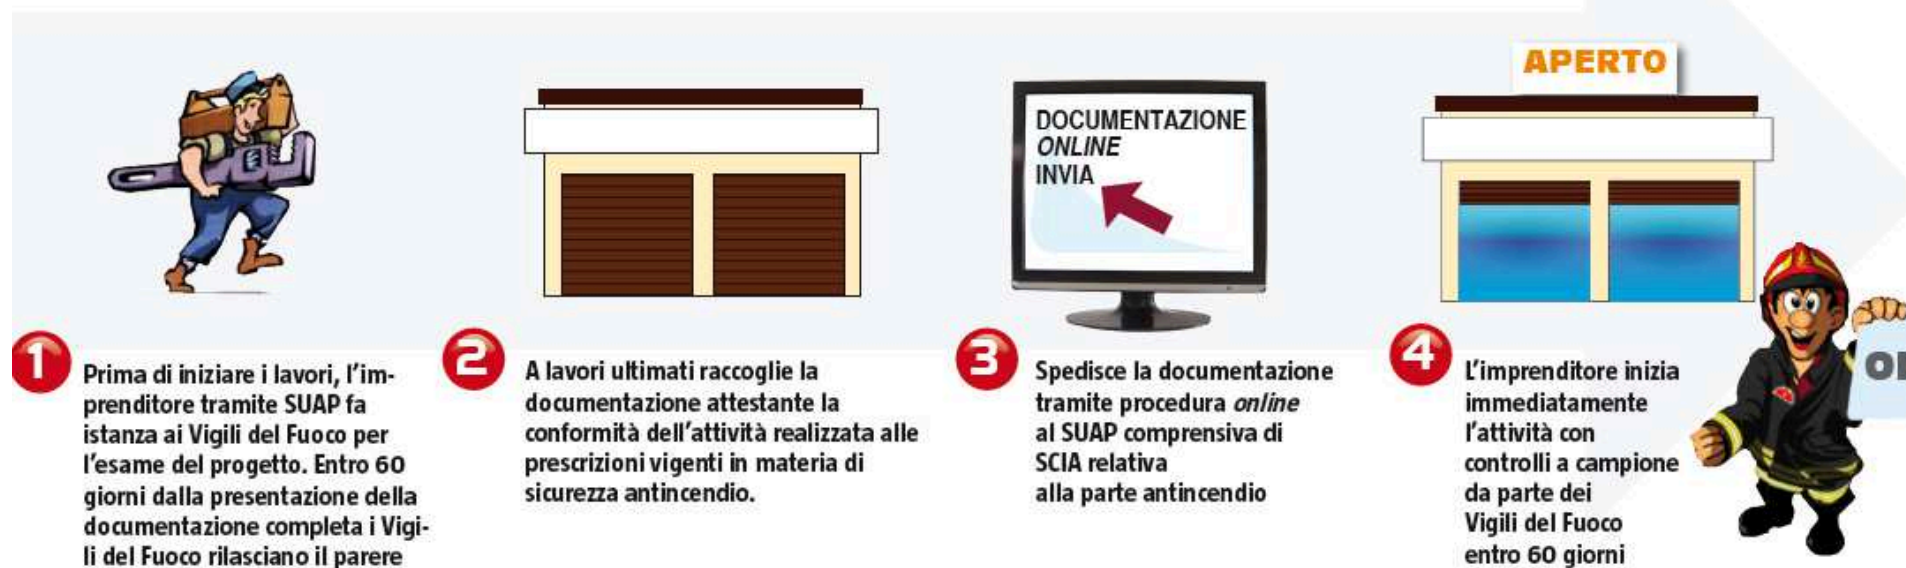 APERTO
DOCUMENTAZIONE
ONLINE
INVIA
1
Prima di iniziare i lavori, l'im-
prenditore tramite SUAP fa
istanza ai Vigili del Fuoco per
l'esame del progetto. Entro 60
giorni dalla presentazione della
documentazione completa i Vigi-
li del Fuoco rilasciano il parere
2
A lavori ultimati raccoglie la
documentazione attestante la
conformità dell'attività realizzata alle
prescrizioni vigenti in materia di
sicurezza antincendio.
3
Spedisce la documentazione
tramite procedura online
al SUAP comprensiva di
SCIA relativa
alla parte antincendio
4
L'imprenditore inizia
immediatamente
l'attività con
controlli a campione
da parte dei
Vigili del Fuoco
entro 60 giorni